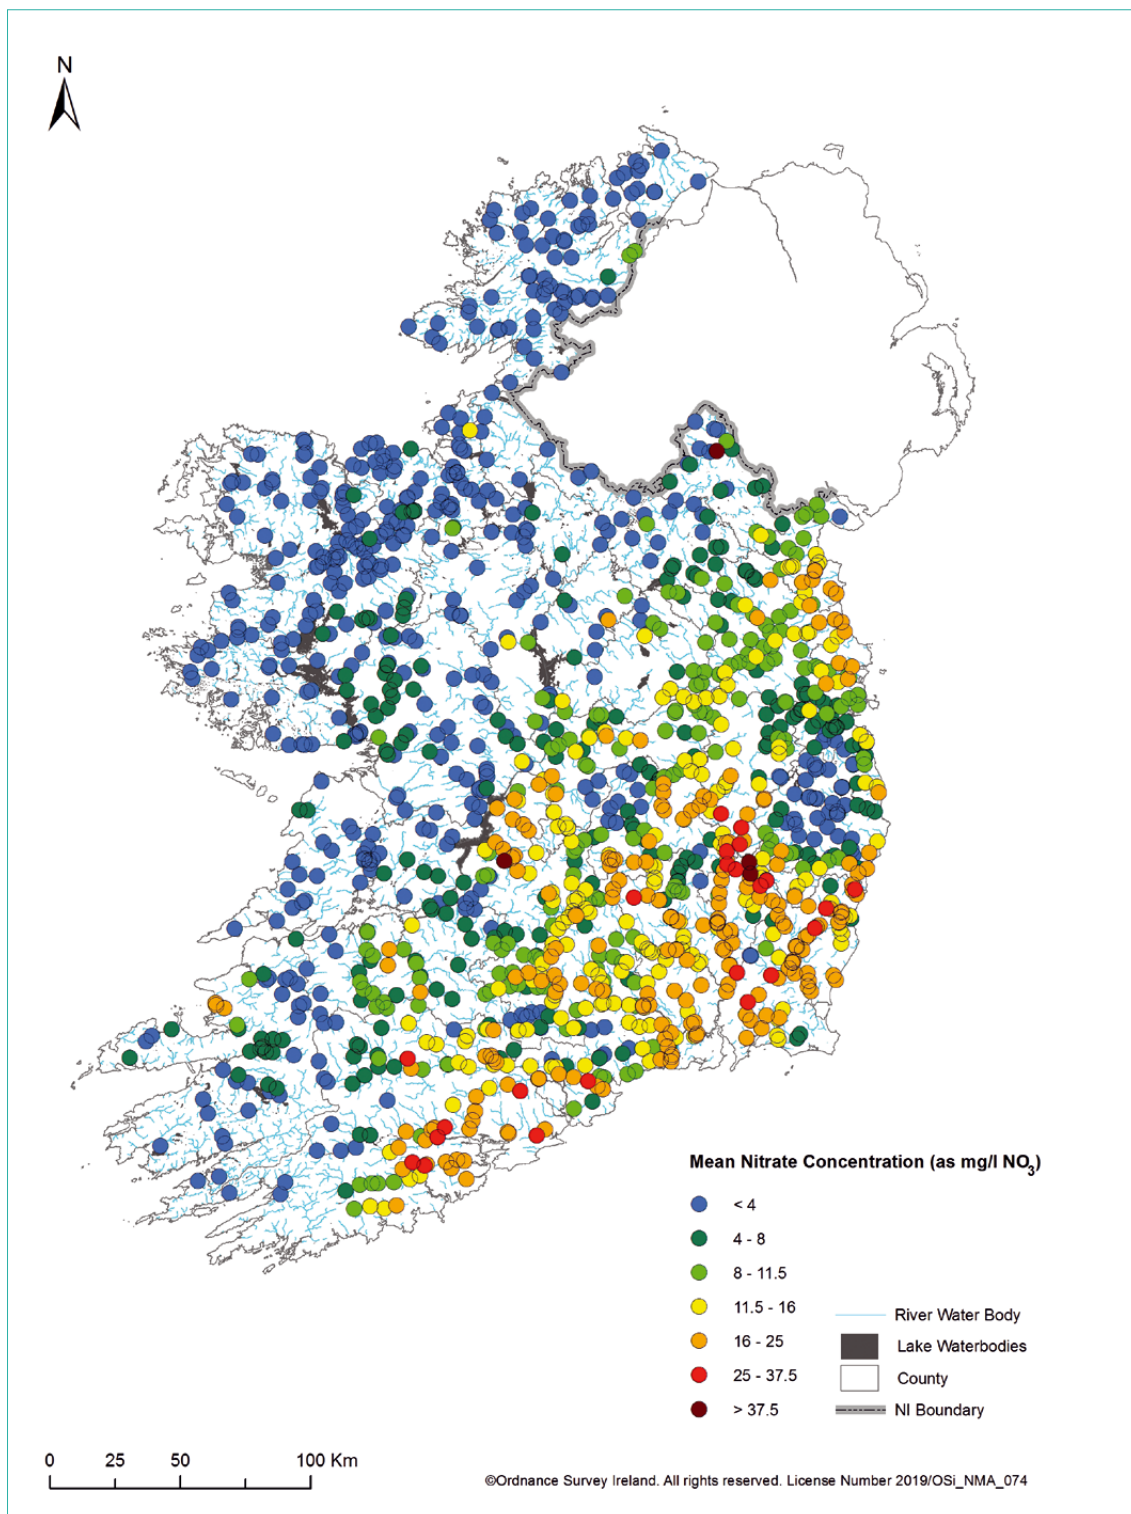 N
Mean Nitrate Concentration (as mg/l NO3)
< 4
4 - 8
8 - 11.5
11.5 - 16
16 - 25
25 - 37.5
> 37.5
River Water Body
Lake Waterbodies
County
NI Boundary
0 25 50 100 Km
©Ordnance Survey Ireland. All rights reserved. License Number 2019/OSi_NMA_074